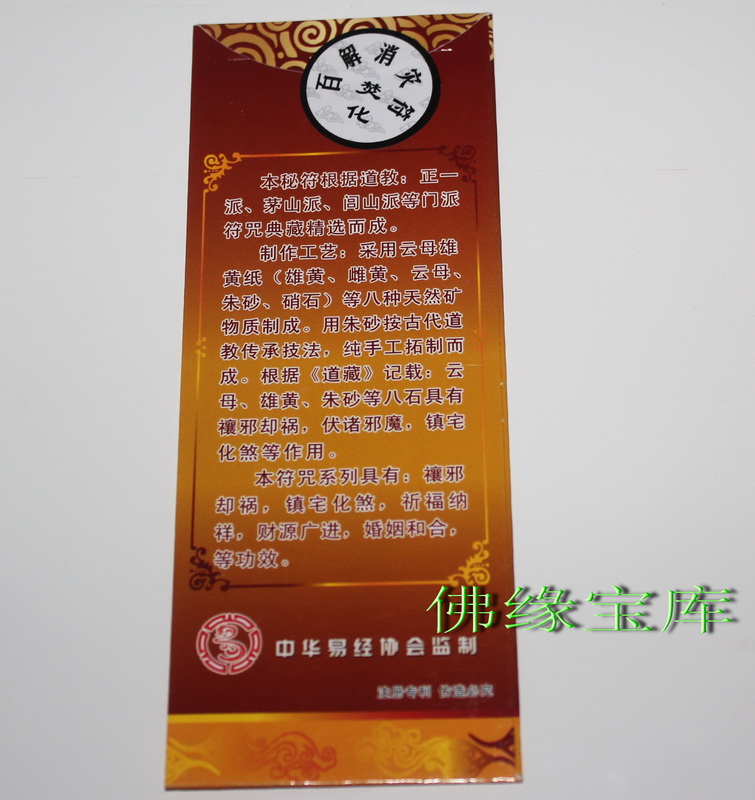 解消灾符
百焚化
本秘符根据道教：正一
派、茅山派、闾山派等门派
符咒典藏精选而成。
制作工艺：采用云母雄
黄纸（雄黄、雌黄、云母、
朱砂、硝石）等八种天然矿
物质制成。用朱砂按古代道
教传承技法，纯手工拓制而
成。根据《道藏》记载：云
母、雄黄、朱砂等八石具有
禳邪却祸，伏诸邪魔，镇宅
化煞等作用。
本符咒系列具有：禳邪
却祸，镇宅化煞，祈福纳
祥，财源广进，婚姻和合，
等功效。
佛缘宝库
中华易经协会监制
注册专利 仿造必究